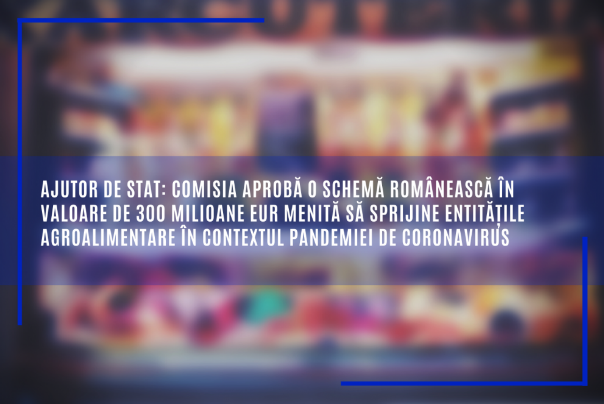 AJUTOR DE STAT: COMISIA APROBĂ O SCHEMĂ ROMÂNEASCĂ ÎN
VALOARE DE 300 MILIOANE EUR MENITĂ SĂ SPRIJINE ENTITĂȚILE
AGROALIMENTARE ÎN CONTEXTUL PANDEMIEI DE CORONAVIRUS